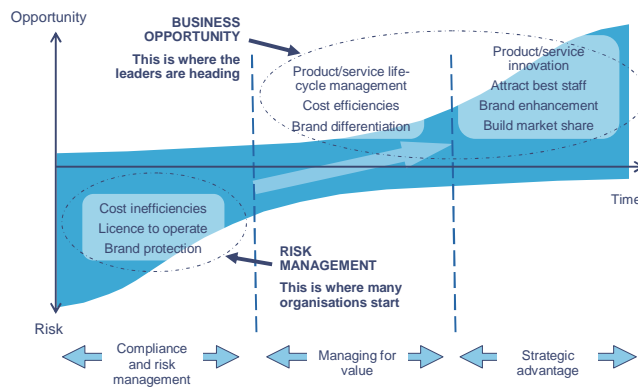 Opportunity
BUSINESS
OPPORTUNITY
This is where the
leaders are heading
Product/service life-
cycle management
Cost efficiencies
Brand differentiation
Product/service
innovation
Attract best staff
Brand enhancement
Build market share
Time
Cost inefficiencies
Licence to operate
Brand protection
RISK
MANAGEMENT
This is where many
organisations start
Risk
Compliance
and risk
management
Managing for
value
Strategic
advantage